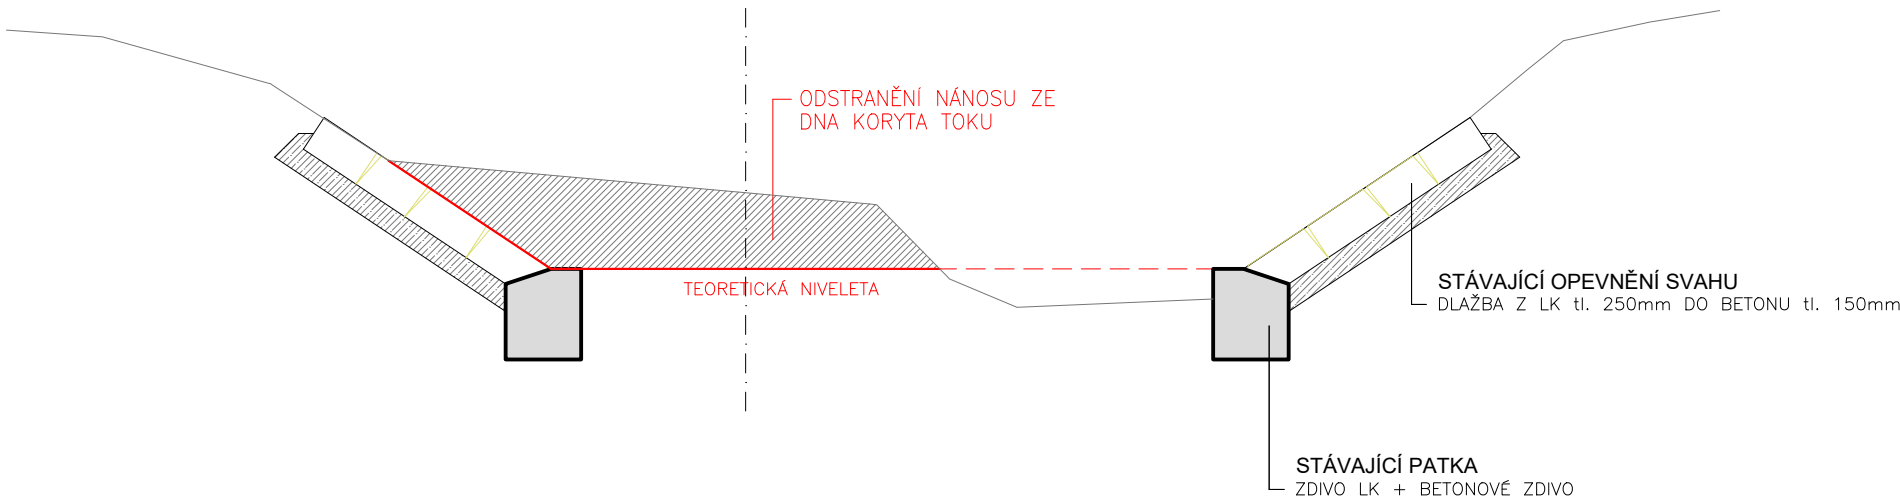 ODSTRANĚNÍ NÁNOSU ZE
DNA KORYTA TOKU
TEORETICKÁ NIVELETA
STÁVAJÍCÍ OPEVNĚNÍ SVAHU
DLAŽBA Z LK tl. 250mm DO BETONU tl. 150mm
STÁVAJÍCÍ PATKA
ZDIVO LK + BETONOVÉ ZDIVO